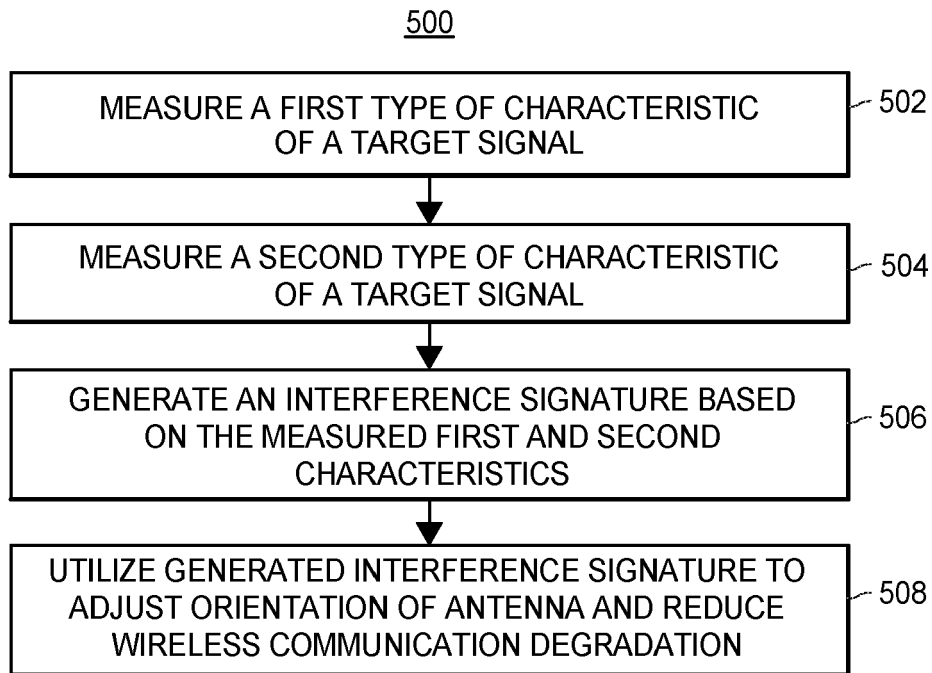 500
MEASURE A FIRST TYPE OF CHARACTERISTIC
OF A TARGET SIGNAL
502
MEASURE A SECOND TYPE OF CHARACTERISTIC
OF A TARGET SIGNAL
504
GENERATE AN INTERFERENCE SIGNATURE BASED
ON THE MEASURED FIRST AND SECOND
CHARACTERISTICS
506
UTILIZE GENERATED INTERFERENCE SIGNATURE TO
ADJUST ORIENTATION OF ANTENNA AND REDUCE
WIRELESS COMMUNICATION DEGRADATION
508